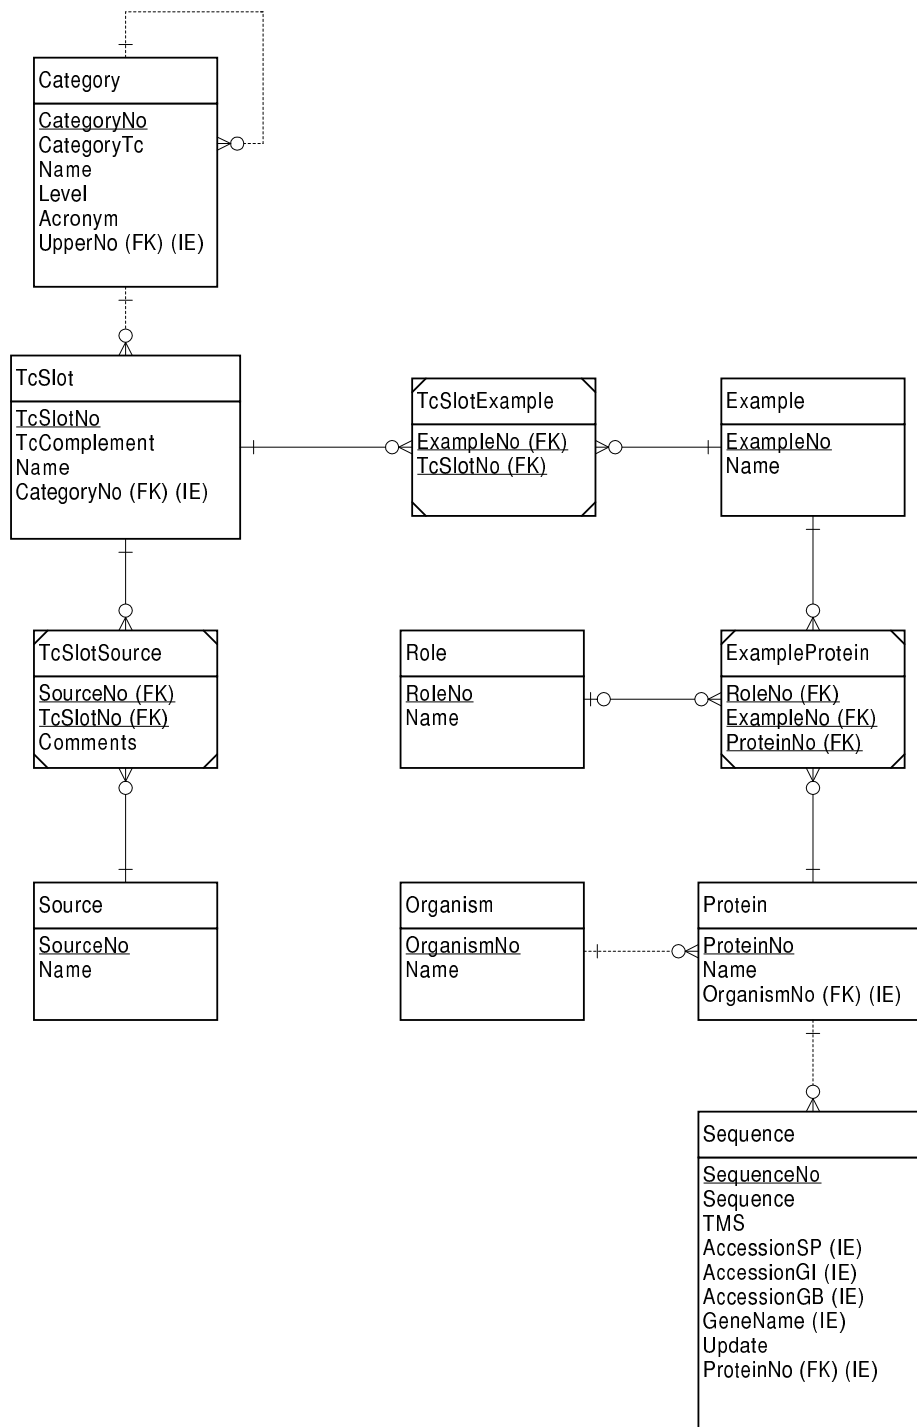 Category
CategoryNo
CategoryTc
Name
Level
Acronym
UpperNo (FK) (IE)
TcSlot
TcSlotNo
TcComplement
Name
CategoryNo (FK) (IE)
TcSlotExample
ExampleNo (FK)
TcSlotNo (FK)
Example
ExampleNo
Name
TcSlotSource
SourceNo (FK)
TcSlotNo (FK)
Comments
Role
RoleNo
Name
ExampleProtein
RoleNo (FK)
ExampleNo (FK)
ProteinNo (FK)
Source
SourceNo
Name
Organism
OrganismNo
Name
Protein
ProteinNo
Name
OrganismNo (FK) (IE)
Sequence
SequenceNo
Sequence
TMS
AccessionSP (IE)
AccessionGI (IE)
AccessionGB (IE)
GeneName (IE)
Update
ProteinNo (FK) (IE)